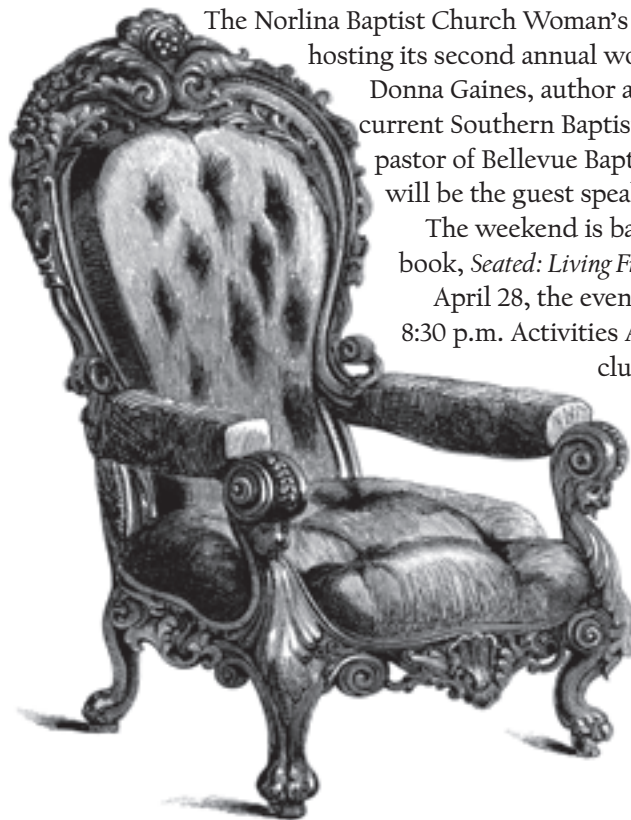 The Norlina Baptist Church Woman’s
hosting its second annual wo
Donna Gaines, author a
current Southern Baptis
pastor of Bellevue Bapt
will be the guest speal
The weekend is ba
book, Seated: Living Fr
April 28, the even
8:30 p.m. Activities A
clu